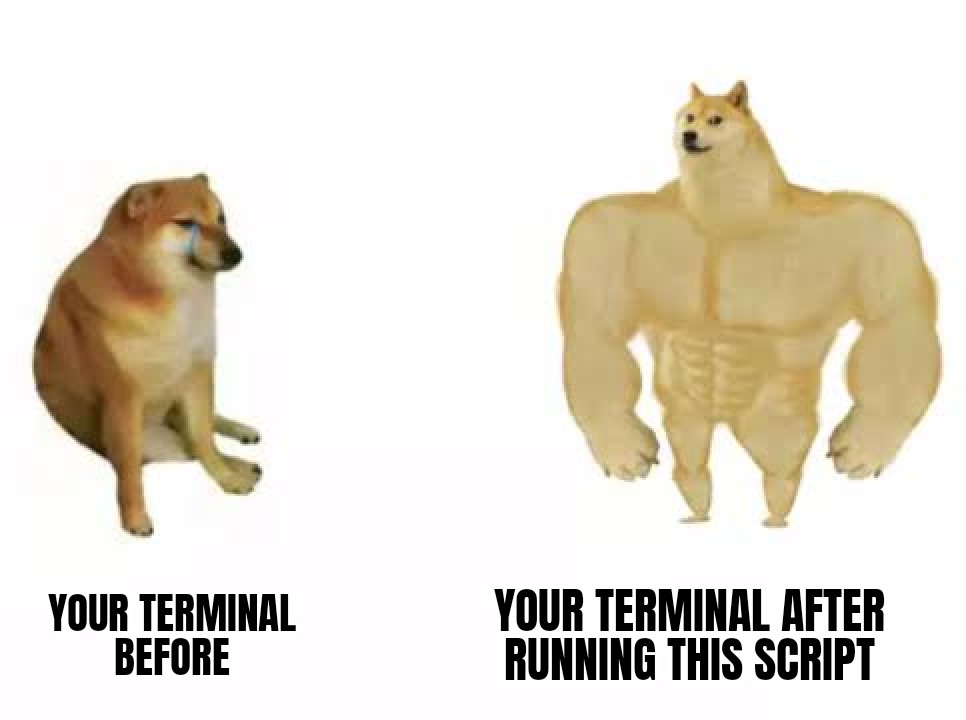 YOUR TERMINAL
BEFORE
YOUR TERMINAL AFTER
RUNNING THIS SCRIPT